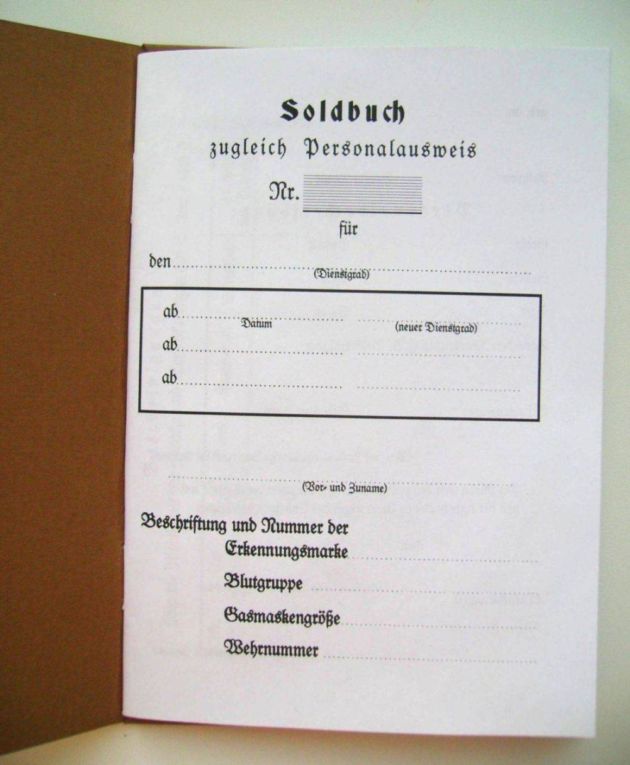 Soldbuch
zugleich Personalausweis
Nr.
für
den
(Dienstgrad)
ab
Datum (neuer Dienstgrad)
ab
ab
(Vor- und Zuname)
Beschriftung und Nummer der
Erkennungsmarke
Blutgruppe
Gasmaskengröße
Wehrnummer